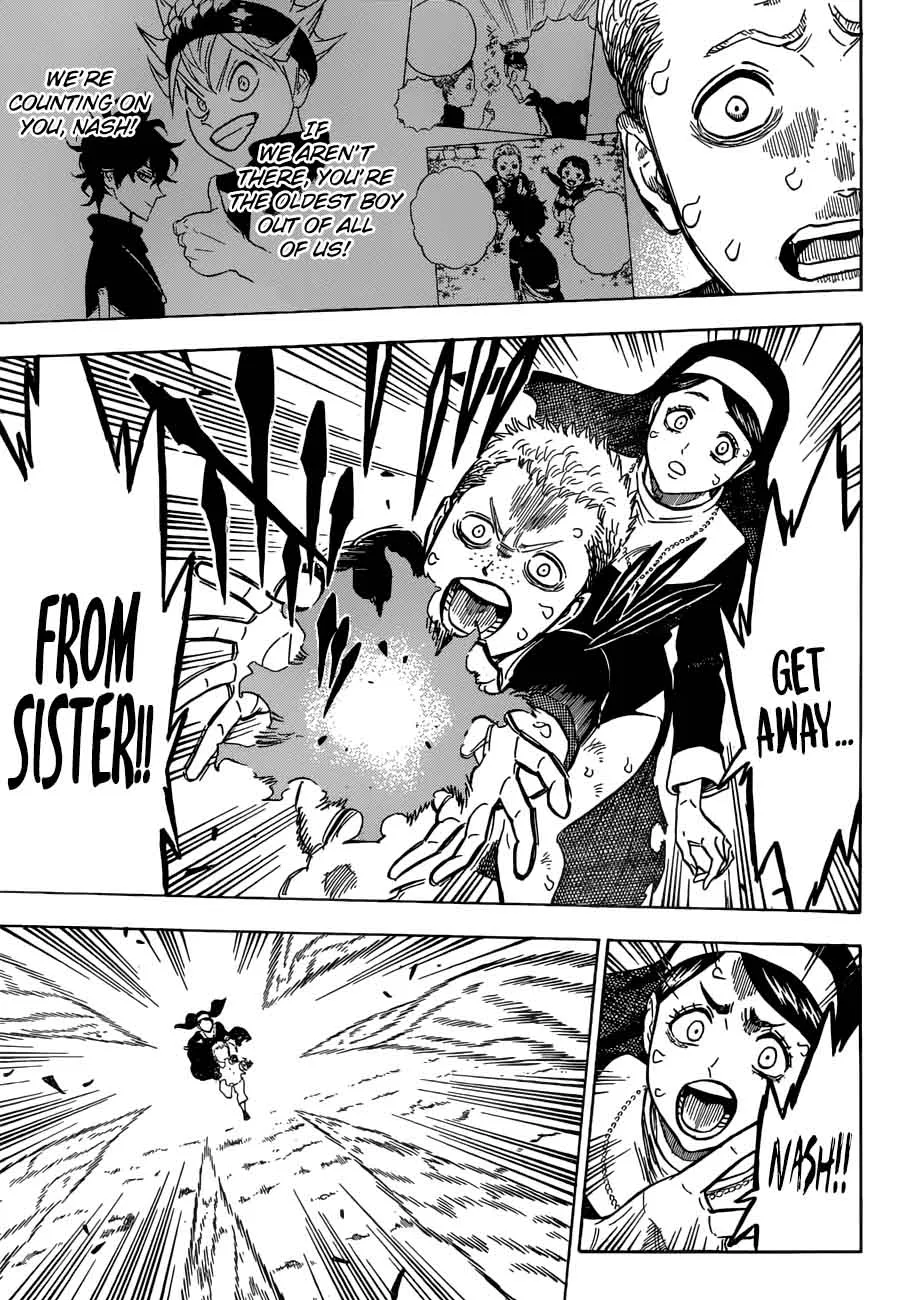 IF
WE AREN'T
THERE, YOU'RE
THE OLDEST BOY
OUT OF ALL
OF US!
WE'RE
COUNTING ON
YOU, NASH!
GET
AWAY...
FROM
SISTER!!
NASH!!